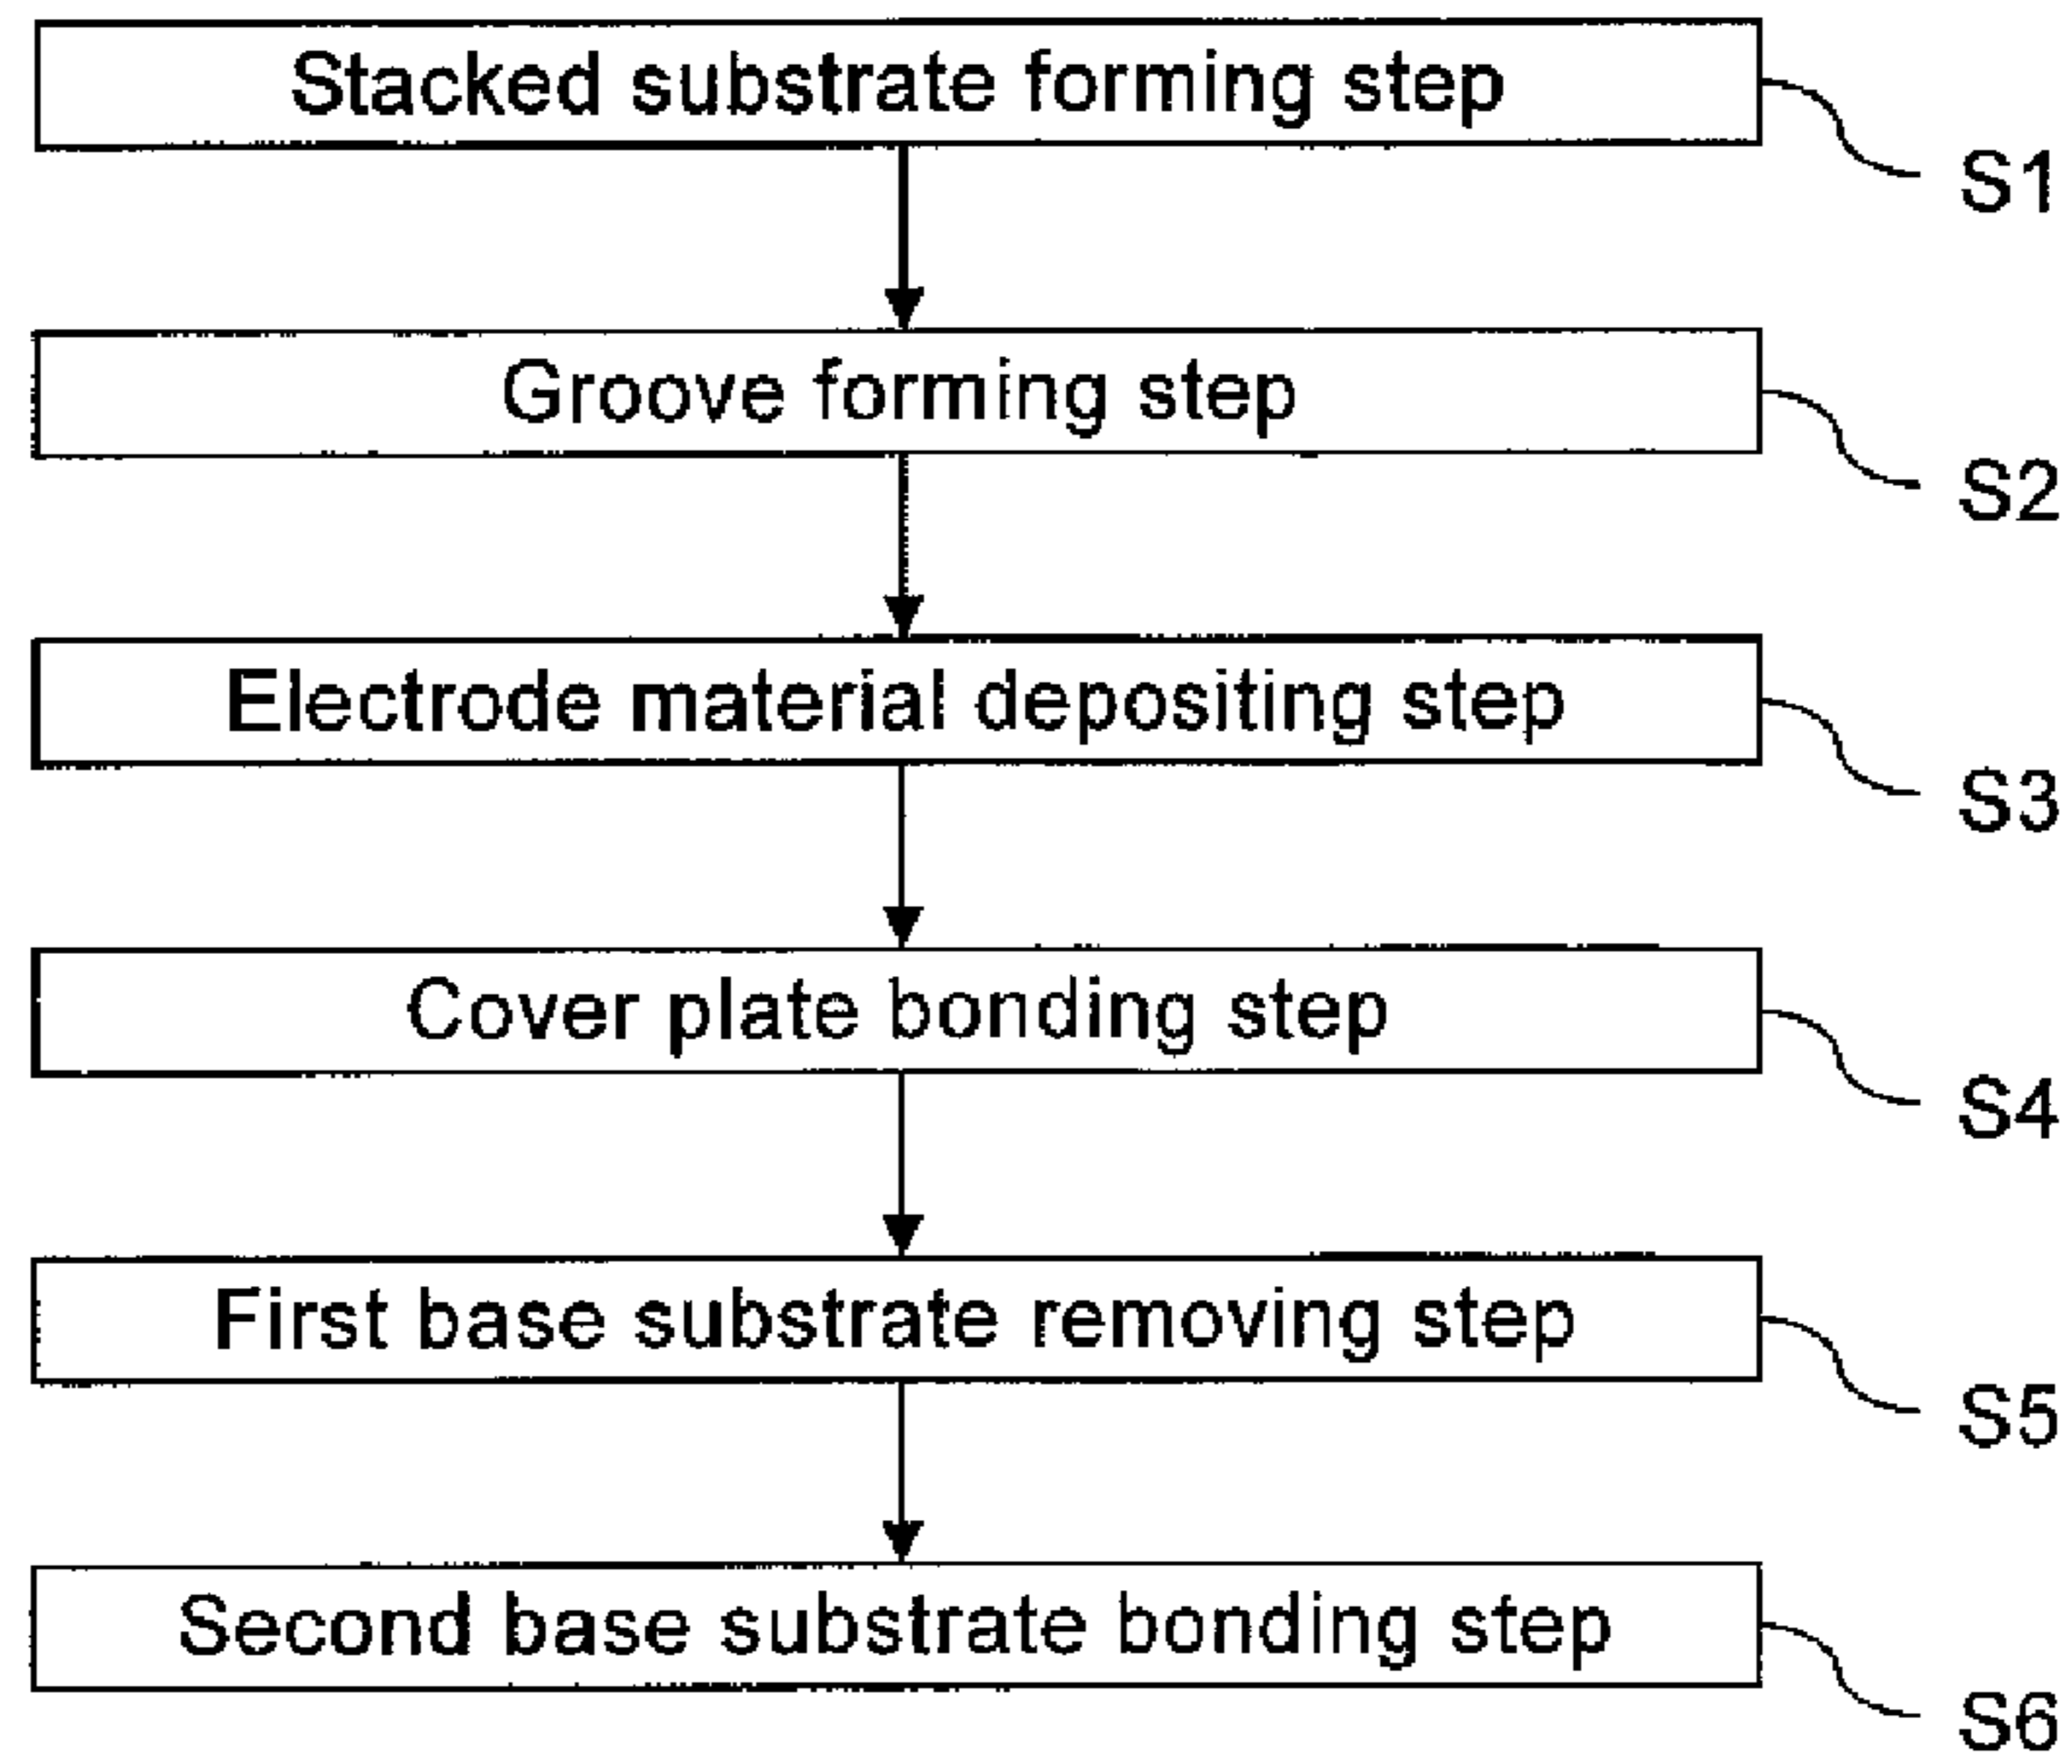 Stacked substrate forming step
S1
Groove forming step
S2
Electrode material depositing step
S3
Cover plate bonding step
S4
First base substrate removing step
S5
Second base substrate bonding step
S6